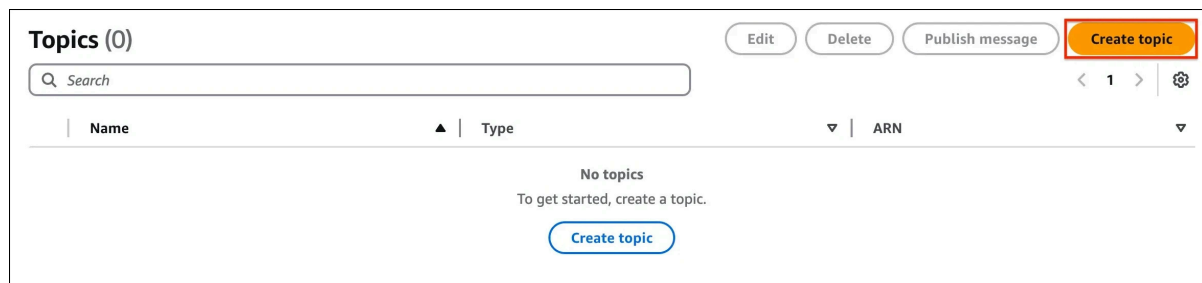 Topics (0)
Edit
Delete
Publish message
Create topic
Search
1
Name
Type
ARN
No topics
To get started, create a topic.
Create topic